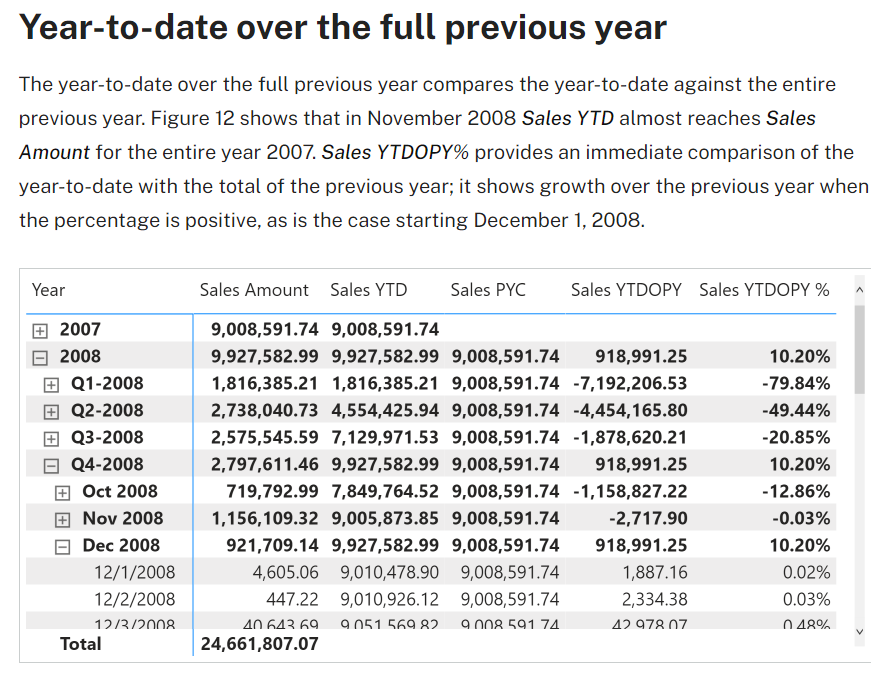 Year-to-date over the full previous year
The year-to-date over the full previous year compares the year-to-date against the entire
previous year. Figure 12 shows that in November 2008 Sales YTD almost reaches Sales
Amount for the entire year 2007. Sales YTDOPY% provides an immediate comparison of the
year-to-date with the total of the previous year; it shows growth over the previous year when
the percentage is positive, as is the case starting December 1, 2008.
Year Sales Amount Sales YTD Sales PYC Sales YTDOPY Sales YTDOPY %
2007 9,008,591.74 9,008,591.74
2008 9,927,582.99 9,927,582.99 9,008,591.74 918,991.25 10.20%
Q1-2008 1,816,385.21 1,816,385.21 9,008,591.74 -7,192,206.53 -79.84%
Q2-2008 2,738,040.73 4,554,425.94 9,008,591.74 -4,454,165.80 -49.44%
Q3-2008 2,575,545.59 7,129,971.53 9,008,591.74 -1,878,620.21 -20.85%
Q4-2008 2,797,611.46 9,927,582.99 9,008,591.74 918,991.25 10.20%
Oct 2008 719,792.99 7,849,764.52 9,008,591.74 -1,158,827.22 -12.86%
Nov 2008 1,156,109.32 9,005,873.85 9,008,591.74 -2,717.90 -0.03%
Dec 2008 921,709.14 9,927,582.99 9,008,591.74 918,991.25 10.20%
12/1/2008 4,605.06 9,010,478.90 9,008,591.74 1,887.16 0.02%
12/2/2008 447.22 9,010,926.12 9,008,591.74 2,334.38 0.03%
12/3/2008 40,643.69 9,051,569.82 9,008,591.74 42,978.07 0.48%
Total 24,661,807.07